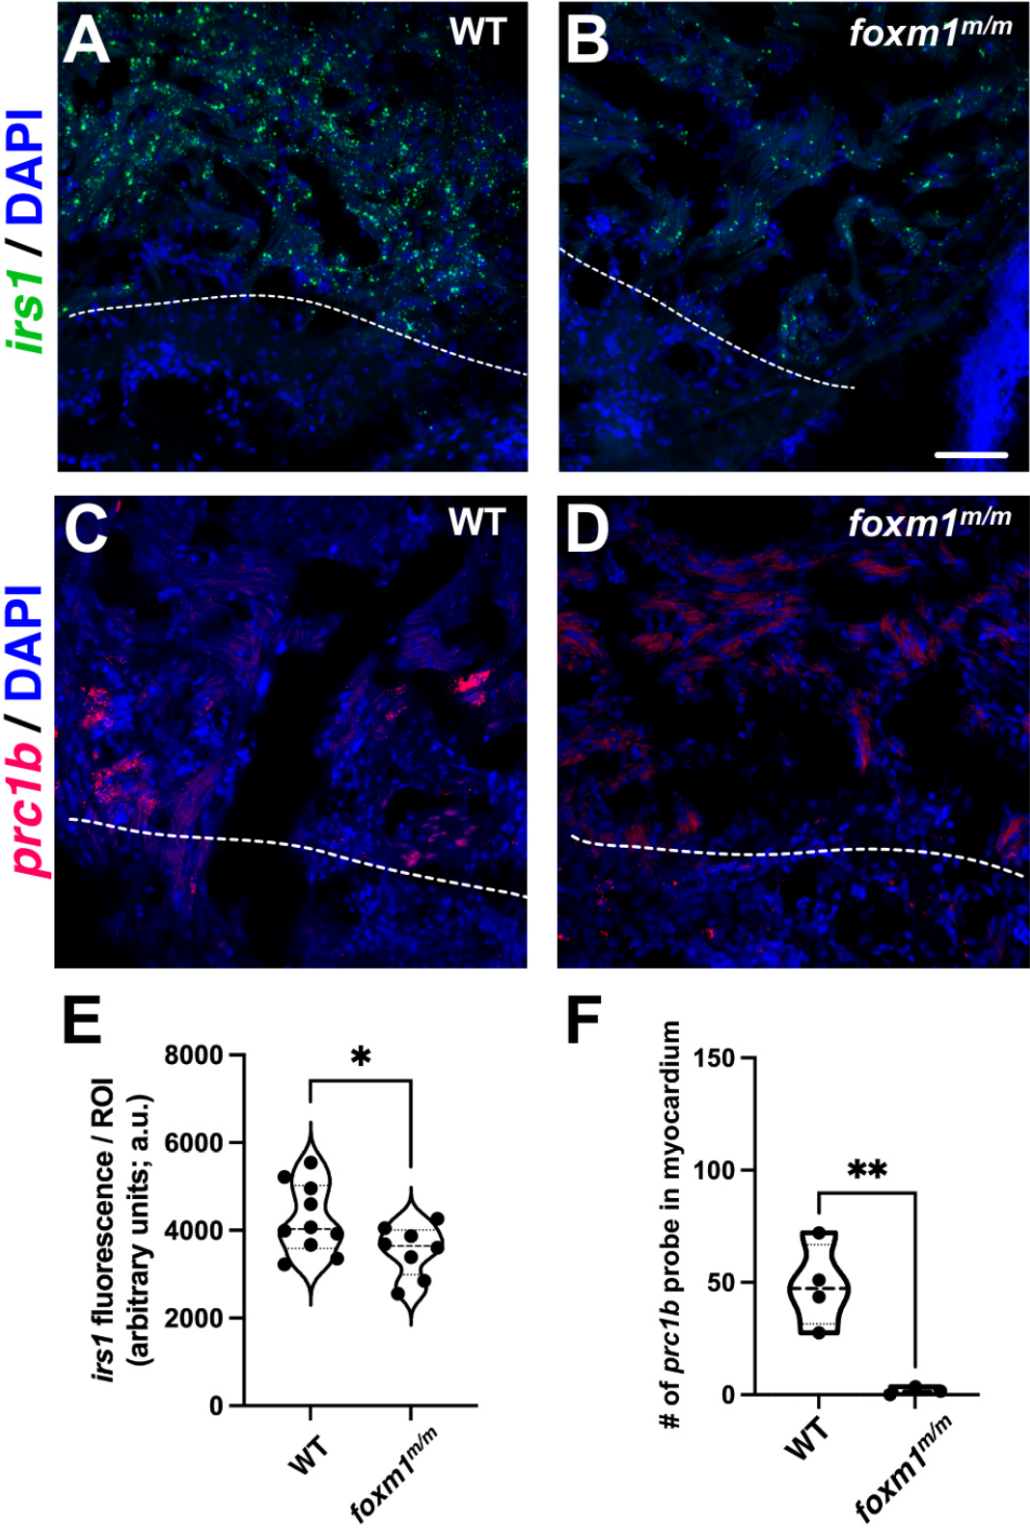 A WT
B foxm1m/m
irs1 / DAPI
C WT
D foxm1m/m
prc1b / DAPI
E
irs1 fluorescence / ROI
(arbitrary units; a.u.)
8000
6000
4000
2000
0
*
WT
foxm1m/m
F
# of prc1b probe in myocardium
150
100
50
0
**
WT
foxm1m/m